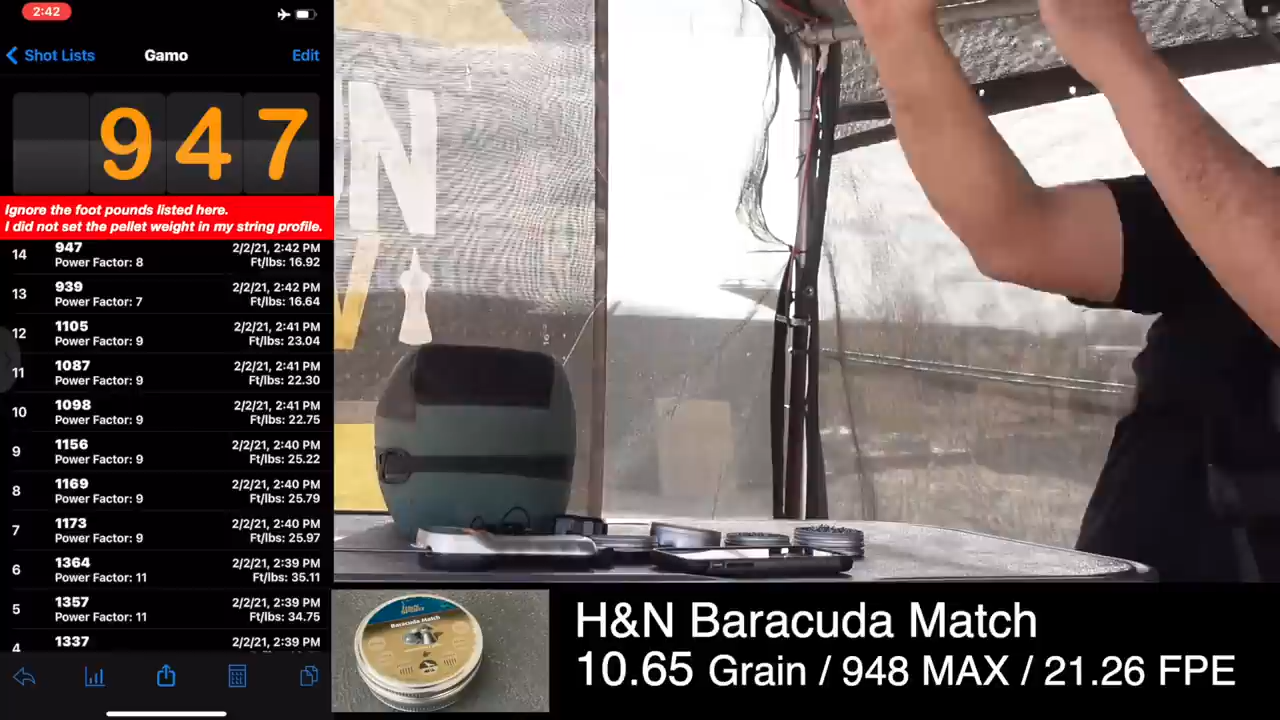 2:42
Shot Lists
Gamo
Edit
947
Ignore the foot pounds listed here.
I did not set the pellet weight in my string profile.
14 947 2/2/21, 2:42 PM
Power Factor: 8 Ft/lbs: 16.92
13 939 2/2/21, 2:42 PM
Power Factor: 7 Ft/lbs: 16.64
12 1105 2/2/21, 2:41 PM
Power Factor: 9 Ft/lbs: 23.04
11 1087 2/2/21, 2:41 PM
Power Factor: 9 Ft/lbs: 22.30
10 1098 2/2/21, 2:41 PM
Power Factor: 9 Ft/lbs: 22.75
9 1156 2/2/21, 2:40 PM
Power Factor: 9 Ft/lbs: 25.22
8 1169 2/2/21, 2:40 PM
Power Factor: 9 Ft/lbs: 25.79
7 1173 2/2/21, 2:40 PM
Power Factor: 9 Ft/lbs: 25.97
6 1364 2/2/21, 2:39 PM
Power Factor: 11 Ft/lbs: 35.11
5 1357 2/2/21, 2:39 PM
Power Factor: 11 Ft/lbs: 34.75
4 1337 2/2/21, 2:39 PM
N
Baracuda Match
H&N Baracuda Match
10.65 Grain / 948 MAX / 21.26 FPE